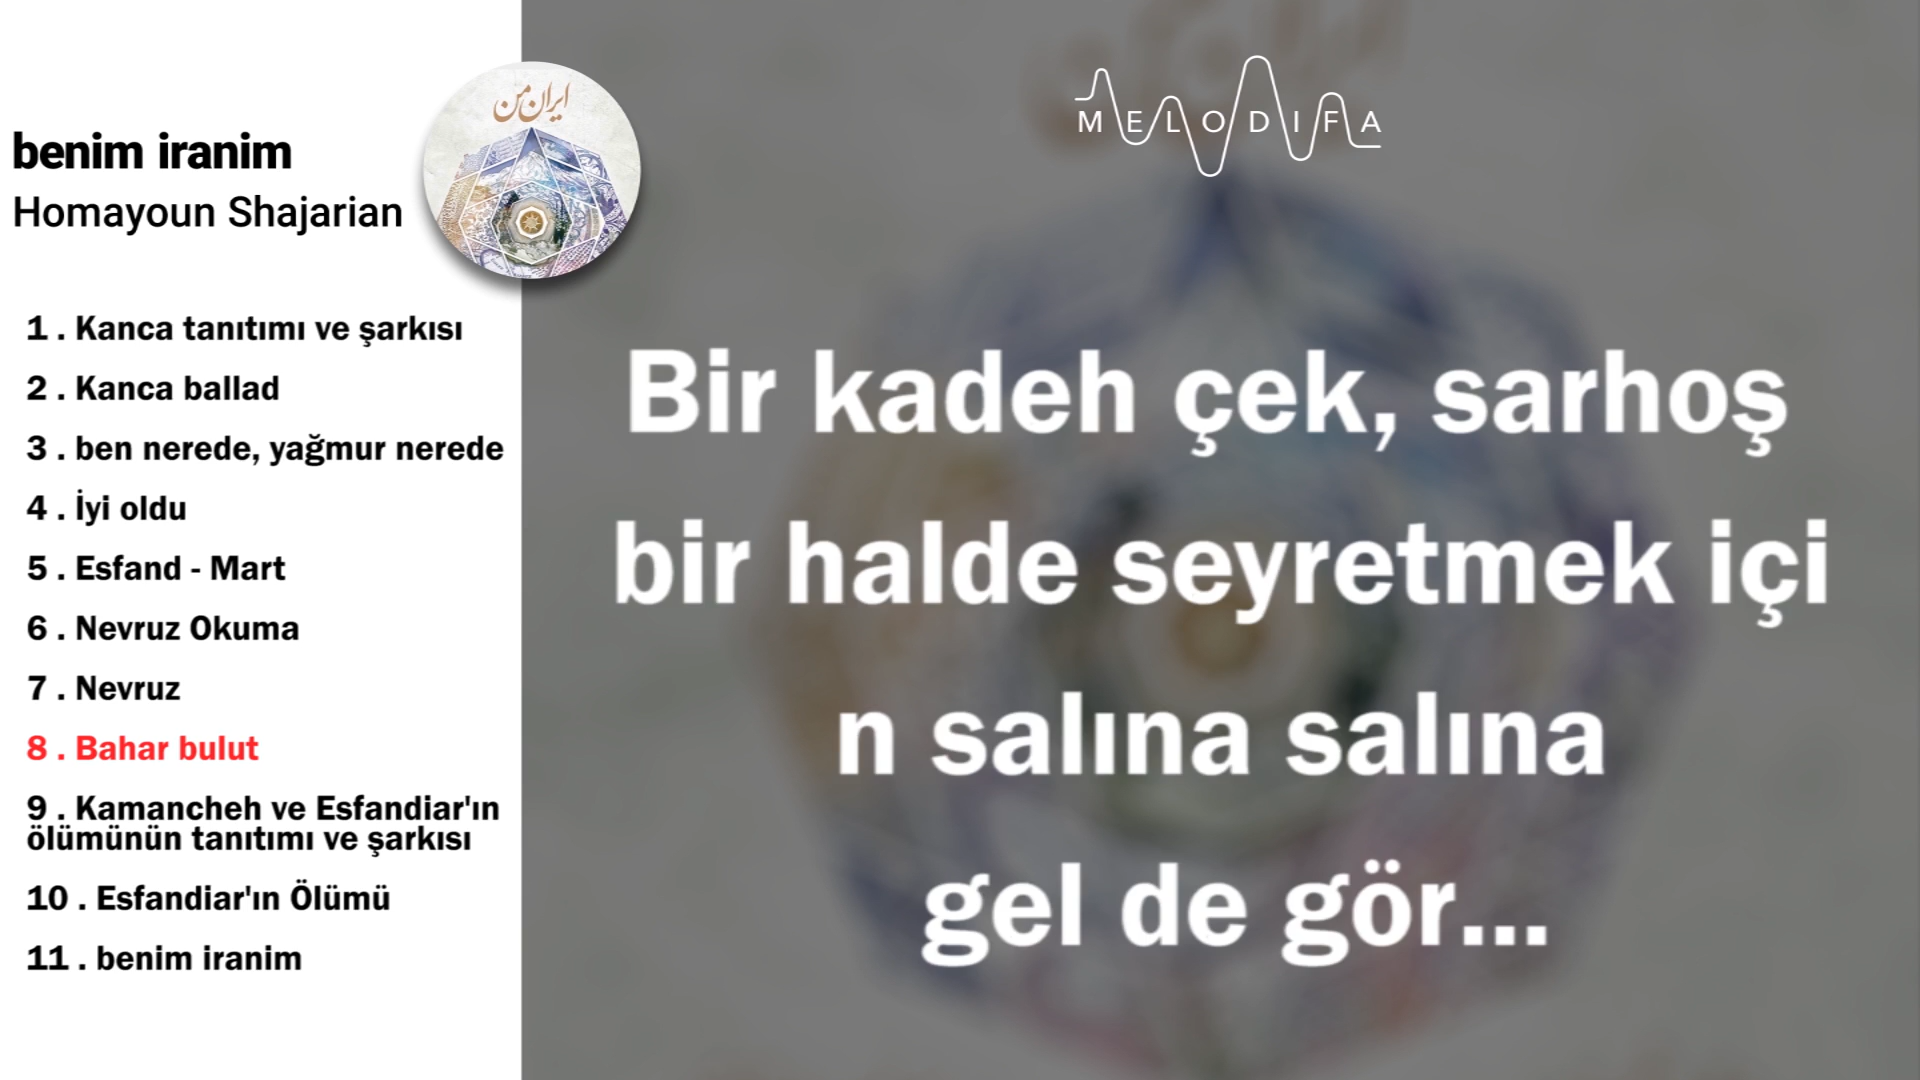 benim iranim
Homayoun Shajarian
ایران من
1 . Kanca tanıtımı ve şarkısı
2 . Kanca ballad
3 . ben nerede, yağmur nerede
4 . İyi oldu
5 . Esfand - Mart
6 . Nevruz Okuma
7 . Nevruz
8 . Bahar bulut
9 . Kamancheh ve Esfandiar'ın
ölümünün tanıtımı ve şarkısı
10 . Esfandiar'ın Ölümü
11 . benim iranim
MELODIFA
Bir kadeh çek, sarhoş
bir halde seyretmek içi
n salına salına
gel de gör...